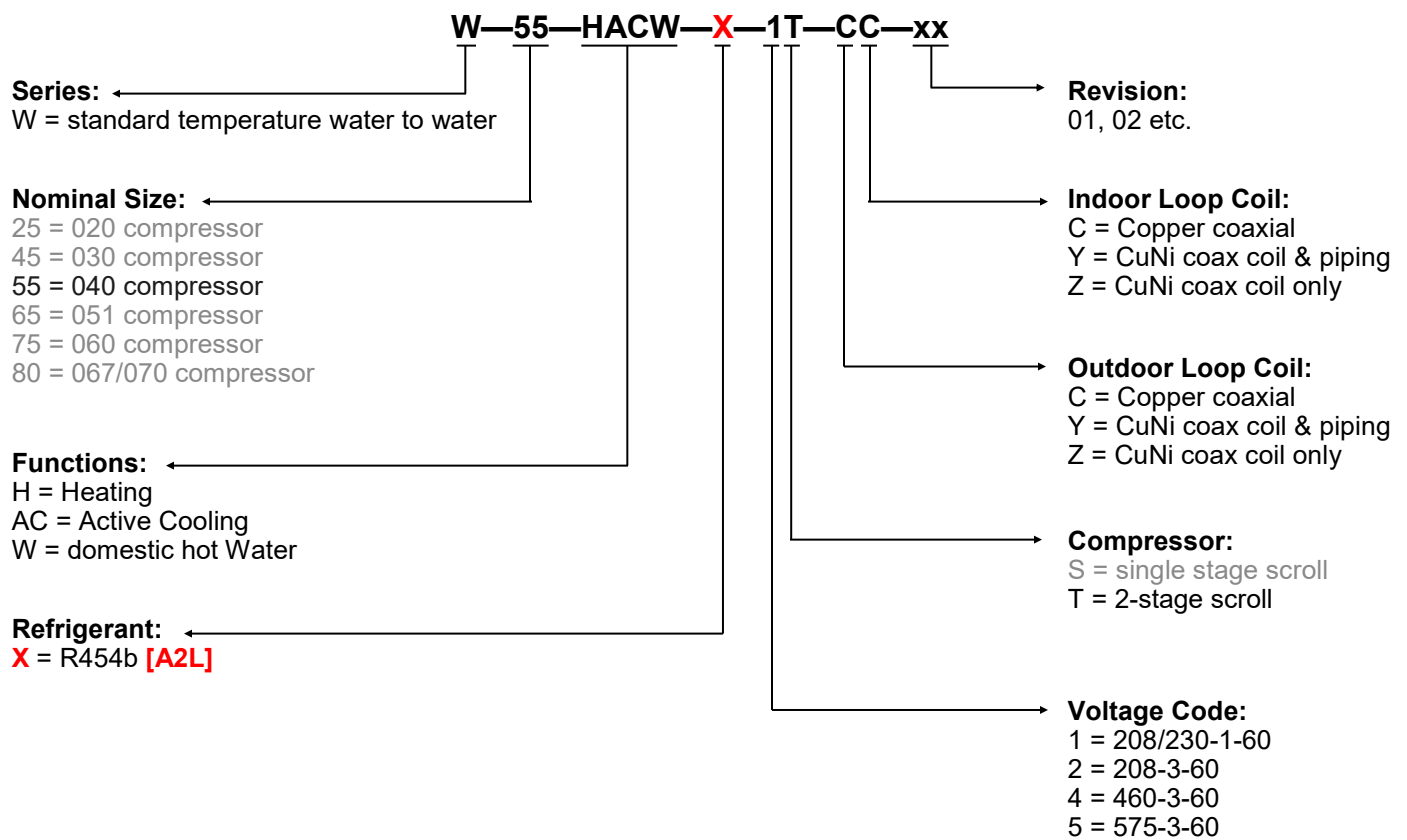 W—55—HACW—X—1T—CC—xx
Series:
W = standard temperature water to water
Nominal Size:
25 = 020 compressor
45 = 030 compressor
55 = 040 compressor
65 = 051 compressor
75 = 060 compressor
80 = 067/070 compressor
Functions:
H = Heating
AC = Active Cooling
W = domestic hot Water
Refrigerant:
X = R454b [A2L]
Revision:
01, 02 etc.
Indoor Loop Coil:
C = Copper coaxial
Y = CuNi coax coil & piping
Z = CuNi coax coil only
Outdoor Loop Coil:
C = Copper coaxial
Y = CuNi coax coil & piping
Z = CuNi coax coil only
Compressor:
S = single stage scroll
T = 2-stage scroll
Voltage Code:
1 = 208/230-1-60
2 = 208-3-60
4 = 460-3-60
5 = 575-3-60